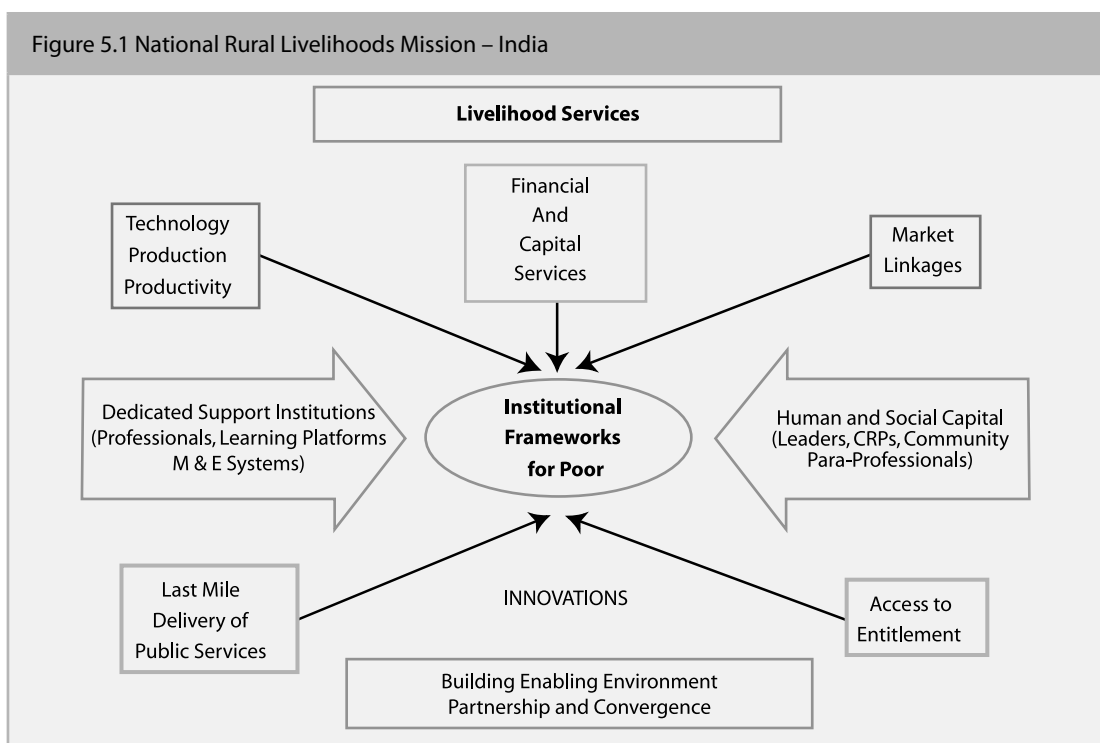 Figure 5.1 National Rural Livelihoods Mission – India
Livelihood Services
Financial
And
Capital
Services
Technology
Production
Productivity
Market
Linkages
Dedicated Support Institutions
(Professionals, Learning Platforms
M & E Systems)
Institutional
Frameworks
for Poor
Human and Social Capital
(Leaders, CRPs, Community
Para-Professionals)
Last Mile
Delivery of
Public Services
INNOVATIONS
Access to
Entitlement
Building Enabling Environment
Partnership and Convergence